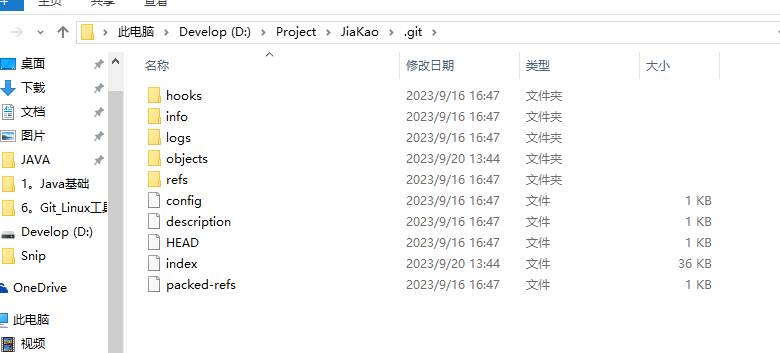 主页 共享 查看
此电脑 Develop (D:) Project JiaKao .git
名称 修改日期 类型 大小
桌面
下载
文档
图片
JAVA
1。Java基础
6。Git_Linux工具
Develop (D:)
Snip
OneDrive
此电脑
视频
hooks 2023/9/16 16:47 文件夹
info 2023/9/16 16:47 文件夹
logs 2023/9/16 16:47 文件夹
objects 2023/9/20 13:44 文件夹
refs 2023/9/16 16:47 文件夹
config 2023/9/16 16:47 文件 1 KB
description 2023/9/16 16:47 文件 1 KB
HEAD 2023/9/16 16:47 文件 1 KB
index 2023/9/20 13:44 文件 36 KB
packed-refs 2023/9/16 16:47 文件 1 KB